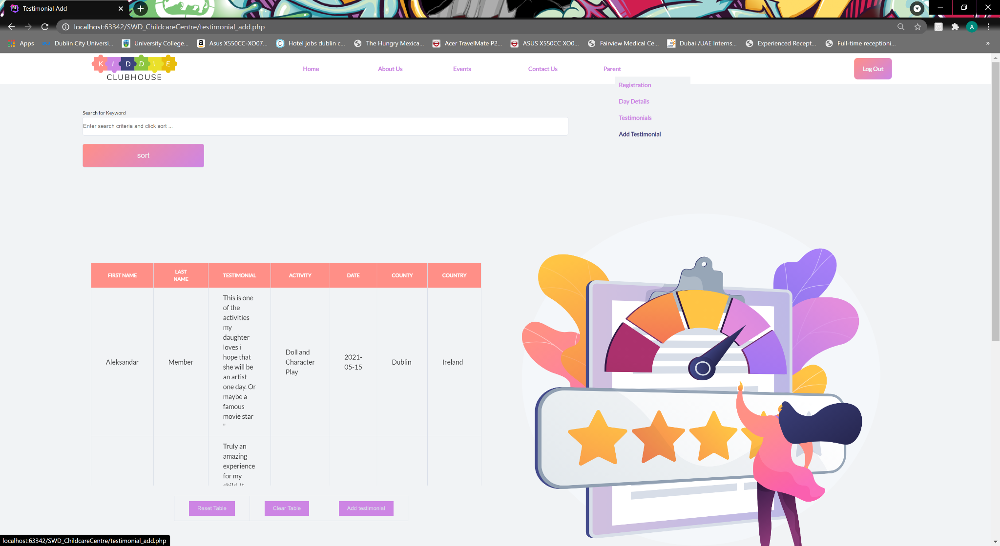 Testimonial Add
localhost:63342/SWD_ChildcareCentre/testimonial_add.php
A
Apps
Dublin City Universi...
University College...
Asus X550CC-XO07...
Hotel jobs dublin c...
The Hungry Mexica...
Acer TravelMate P2...
ASUS X550CC XO0...
Fairview Medical Ce...
Dubai /UAE Interns...
Experienced Recept...
Full-time receptioni...
»
KIDDIE
CLUBHOUSE
Home
About Us
Events
Contact Us
Parent
Log Out
Registration
Day Details
Testimonials
Add Testimonial
Search for Keyword
Enter search criteria and click sort ...
sort
FIRST NAME
LAST
NAME
TESTIMONIAL
ACTIVITY
DATE
COUNTY
COUNTRY
Aleksandar
Member
This is one
of the
activities
my
daughter
loves i
hope that
she will be
an artist
one day. Or
maybe a
famous
movie star
"
Doll and
Character
Play
2021-
05-15
Dublin
Ireland
Truly an
amazing
experience
for my
child. It
Reset Table
Clear Table
Add testimonial
localhost:63342/SWD_ChildcareCentre/testimonial_add.php